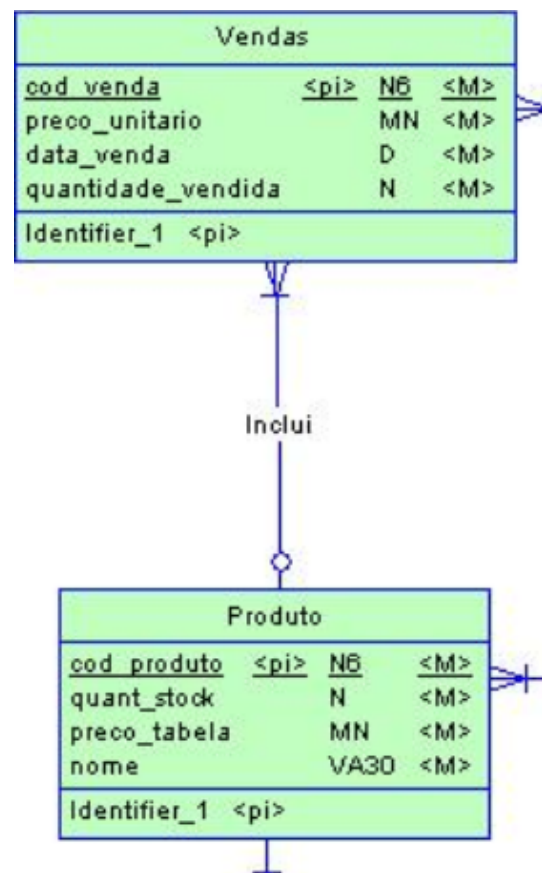 Vendas
cod_venda <pi> N6 <M>
preco_unitario MN <M>
data_venda D <M>
quantidade_vendida N <M>
Identifier_1 <pi>
Inclui
Produto
cod_produto <pi> N6 <M>
quant_stock N <M>
preco_tabela MN <M>
nome VA30 <M>
Identifier_1 <pi>